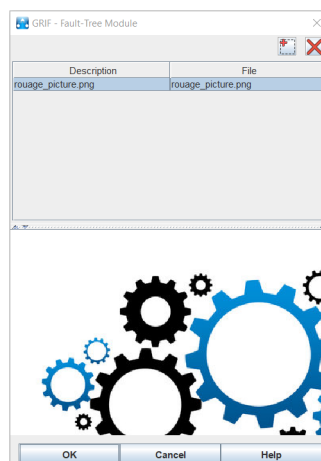 GRIF - Fault-Tree Module
Description File
rouage_picture.png rouage_picture.png
OK Cancel Help